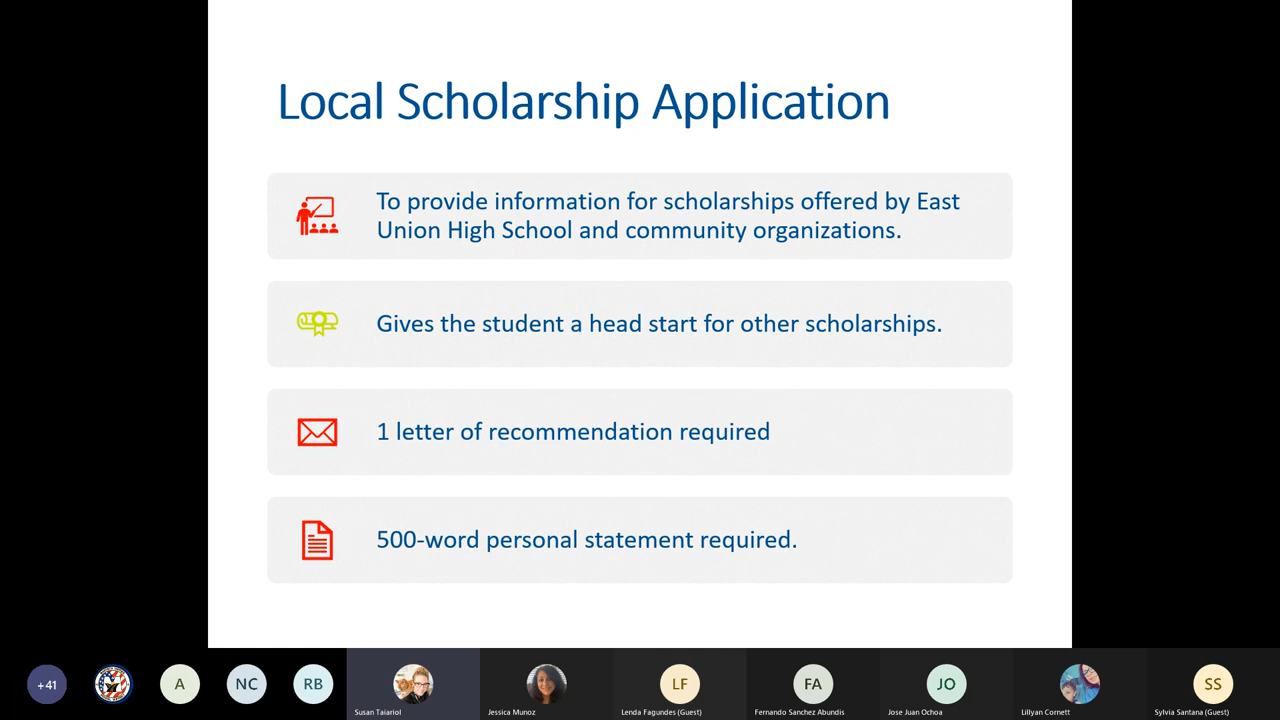 Local Scholarship Application
To provide information for scholarships offered by East
Union High School and community organizations.
Gives the student a head start for other scholarships.
1 letter of recommendation required
500-word personal statement required.
+41
A
NC
RB
LF
FA
JO
SS
Susan Taiariol
Jessica Munoz
Lenda Fagundes (Guest)
Fernando Sanchez Abundis
Jose Juan Ochoa
Lillyan Cornett
Sylvia Santana (Guest)